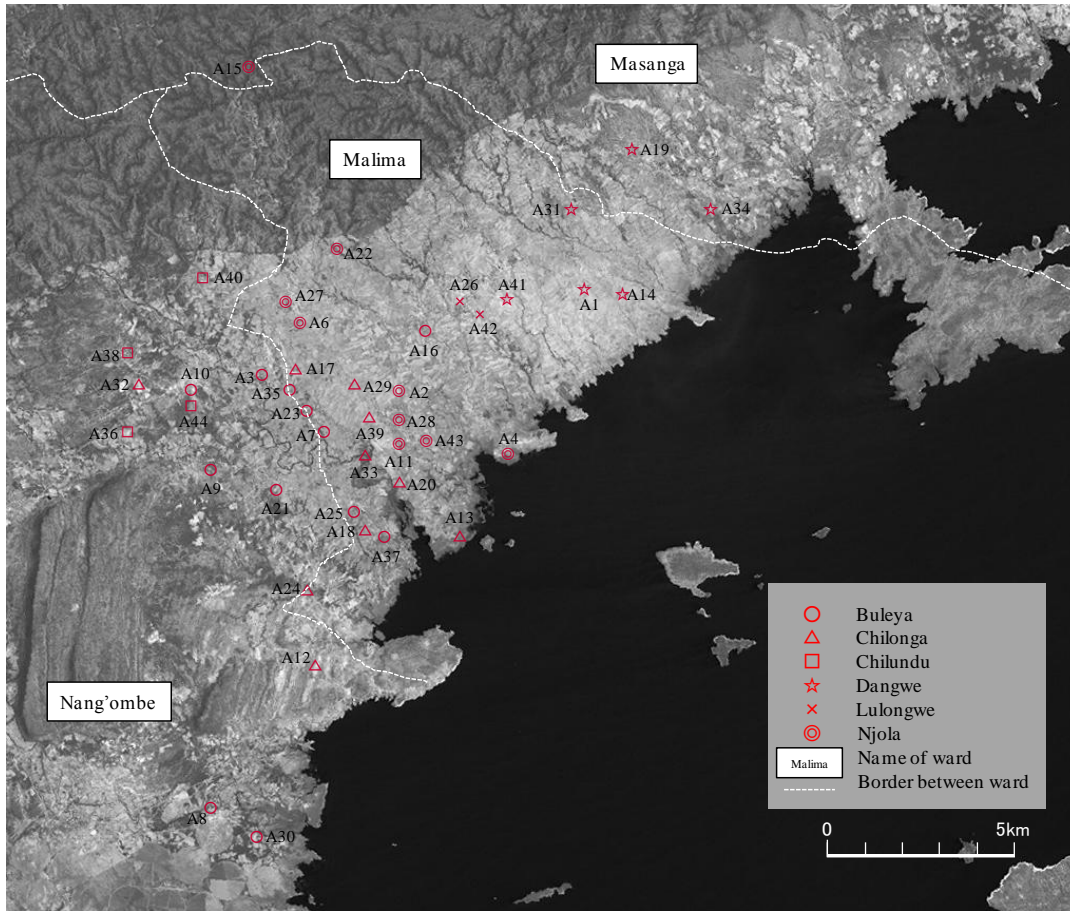 A15
Masanga
Malima
A19
A31
A34
A22
A40
A27
A26
A41
A1
A14
A6
A42
A16
A38
A17
A10
A3
A32
A29
A2
A35
A44
A23
A28
A39
A36
A7
A43
A4
A11
A33
A9
A20
A21
A25
A18
A13
A37
A24
A12
Nang'ombe
A8
A30
Buleya
Chilonga
Chilundu
Dangwe
Lulongwe
Njola
Malima Name of ward
Border between ward
0 5km